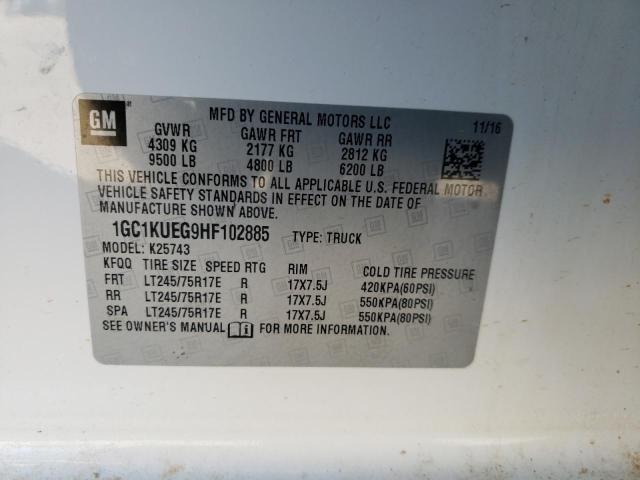 GM
MFD BY GENERAL MOTORS LLC
11/16
GVWR GAWR FRT GAWR RR
4309 KG 2177 KG 2812 KG
9500 LB 4800 LB 6200 LB
THIS VEHICLE CONFORMS TO ALL APPLICABLE U.S. FEDERAL MOTOR
VEHICLE SAFETY STANDARDS IN EFFECT ON THE DATE OF
MANUFACTURE SHOWN ABOVE.
1GC1KUEG9HF102885 TYPE: TRUCK
MODEL: K25743
KFQQ TIRE SIZE SPEED RTG RIM COLD TIRE PRESSURE
FRT LT245/75R17E R 17X7.5J 420KPA(60PSI)
RR LT245/75R17E R 17X7.5J 550KPA(80PSI)
SPA LT245/75R17E R 17X7.5J 550KPA(80PSI)
SEE OWNER'S MANUAL FOR MORE INFORMATION.